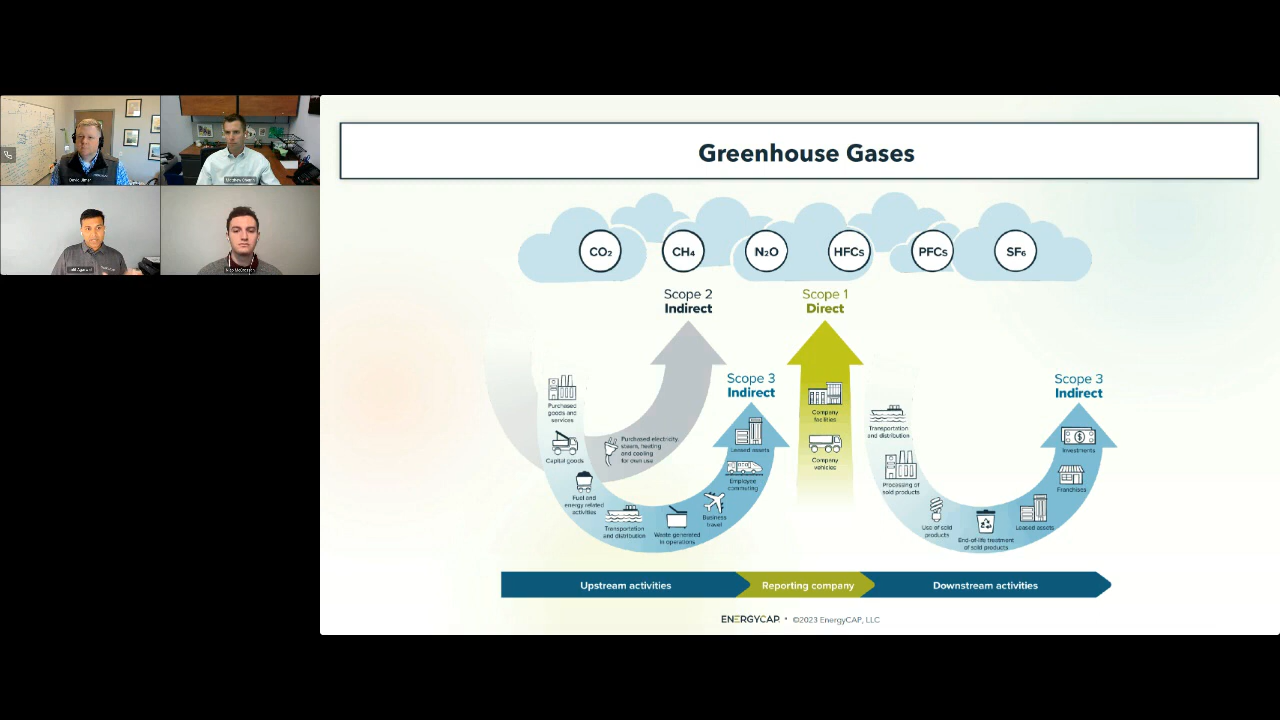 Greenhouse Gases
CO₂
CH₄
N₂O
HFCs
PFCs
SF₆
Scope 2
Indirect
Scope 1
Direct
Scope 3
Indirect
Scope 3
Indirect
Purchased
goods and
services
Capital goods
Fuel and
energy related
activities
Purchased electricity
steam, heating
and cooling
for own use
Transportation
and distribution
Waste generated
in operations
Business
travel
Employee
commuting
Leased assets
Company
facilities
Company
vehicles
Transportation
and distribution
Processing of
sold products
Use of sold
products
End-of-life treatment
of sold products
Leased assets
Franchises
Investments
Upstream activities
Reporting company
Downstream activities
ENERGYCAP. • ©2023 EnergyCAP, LLC